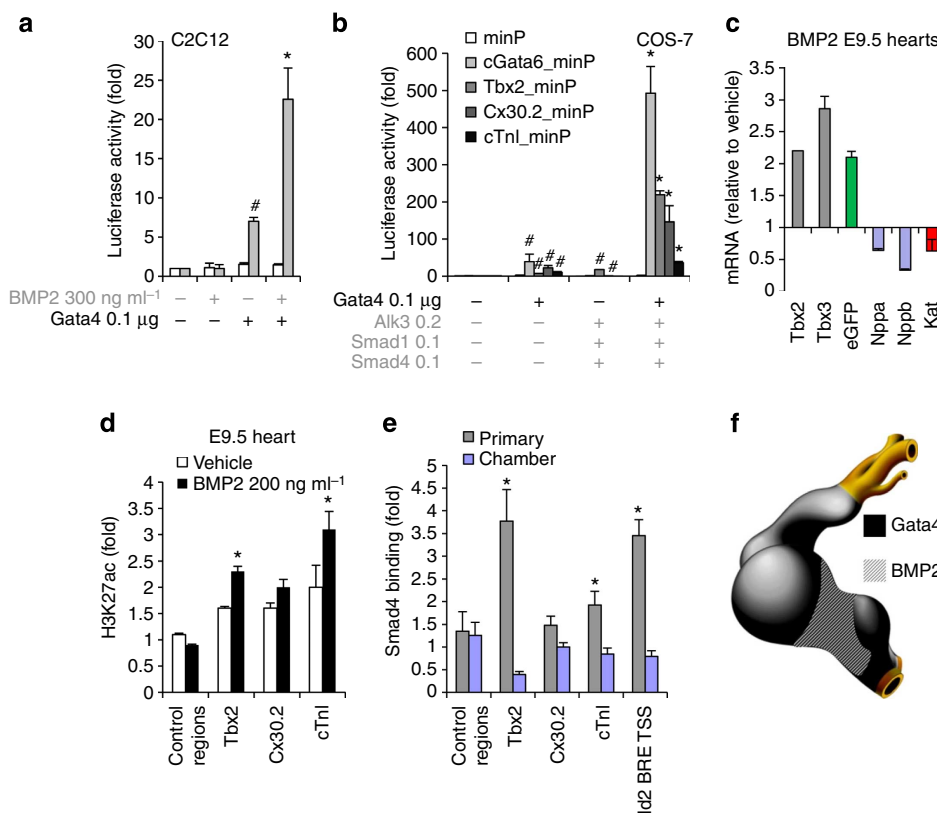 a
C2C12
Luciferase activity (fold)
30
25
20
15
10
5
0
*
#
BMP2 300 ng ml⁻¹ – + – +
Gata4 0.1 µg – – + +
b
COS-7
Luciferase activity (fold)
600
500
400
300
200
100
0
minP
cGata6_minP
Tbx2_minP
Cx30.2_minP
cTnI_minP
# # # #
# #
* * * *
Gata4 0.1 µg – + – +
Alk3 0.2 – – + +
Smad1 0.1 – – + +
Smad4 0.1 – – + +
c
BMP2 E9.5 hearts
mRNA (relative to vehicle)
3.5
3
2.5
2
1
0.5
0
Tbx2
Tbx3
eGFP
Nppa
Nppb
Kat
d
E9.5 heart
Vehicle
BMP2 200 ng ml⁻¹
H3K27ac (fold)
4
3.5
3
2.5
2
1.5
1
0.5
0
* *
Control regions
Tbx2
Cx30.2
cTnI
e
Primary
Chamber
Smad4 binding (fold)
5
4.5
4
3.5
3
2.5
2
1.5
1
0.5
0
* * *
Control regions
Tbx2
Cx30.2
cTnI
Id2 BRE TSS
f
Gata4
BMP2